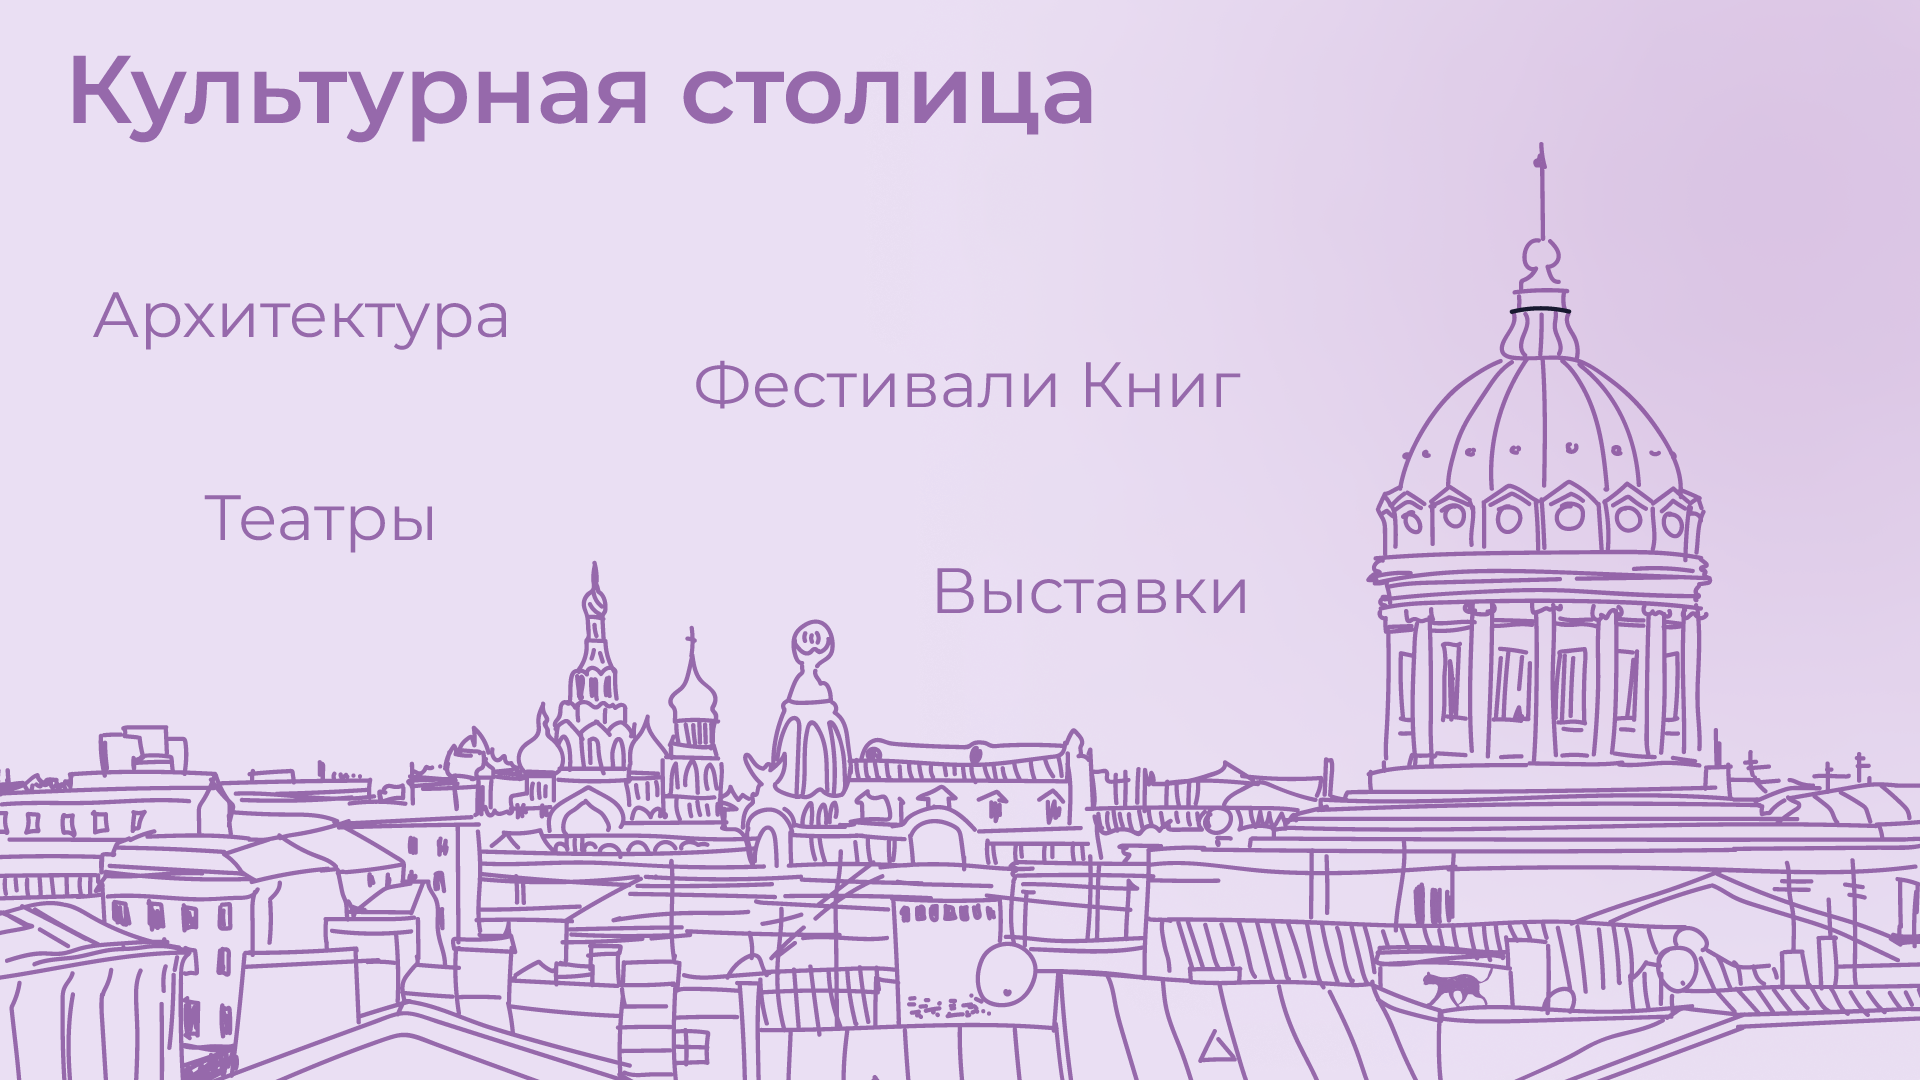 Культурная столица
Архитектура
Фестивали Книг
Театры
Выставки